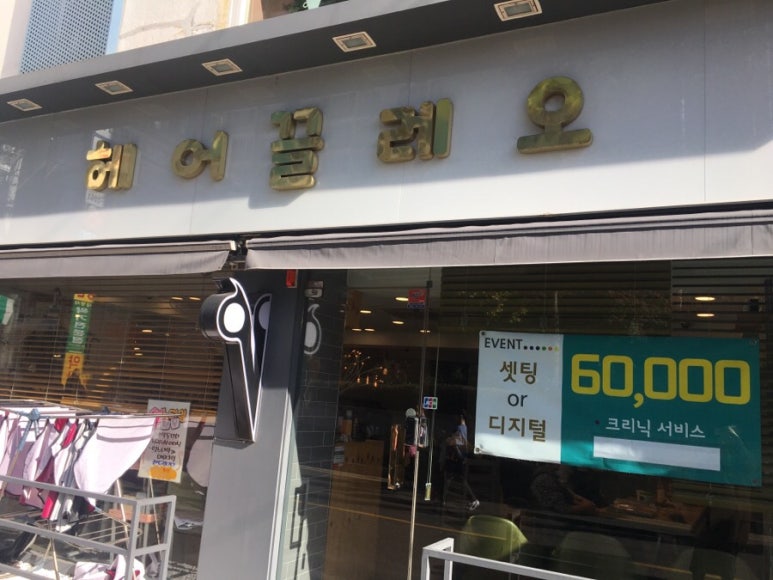 헤어끌레오
EVENT......
셋팅
or
디지털
60,000
크리닉 서비스